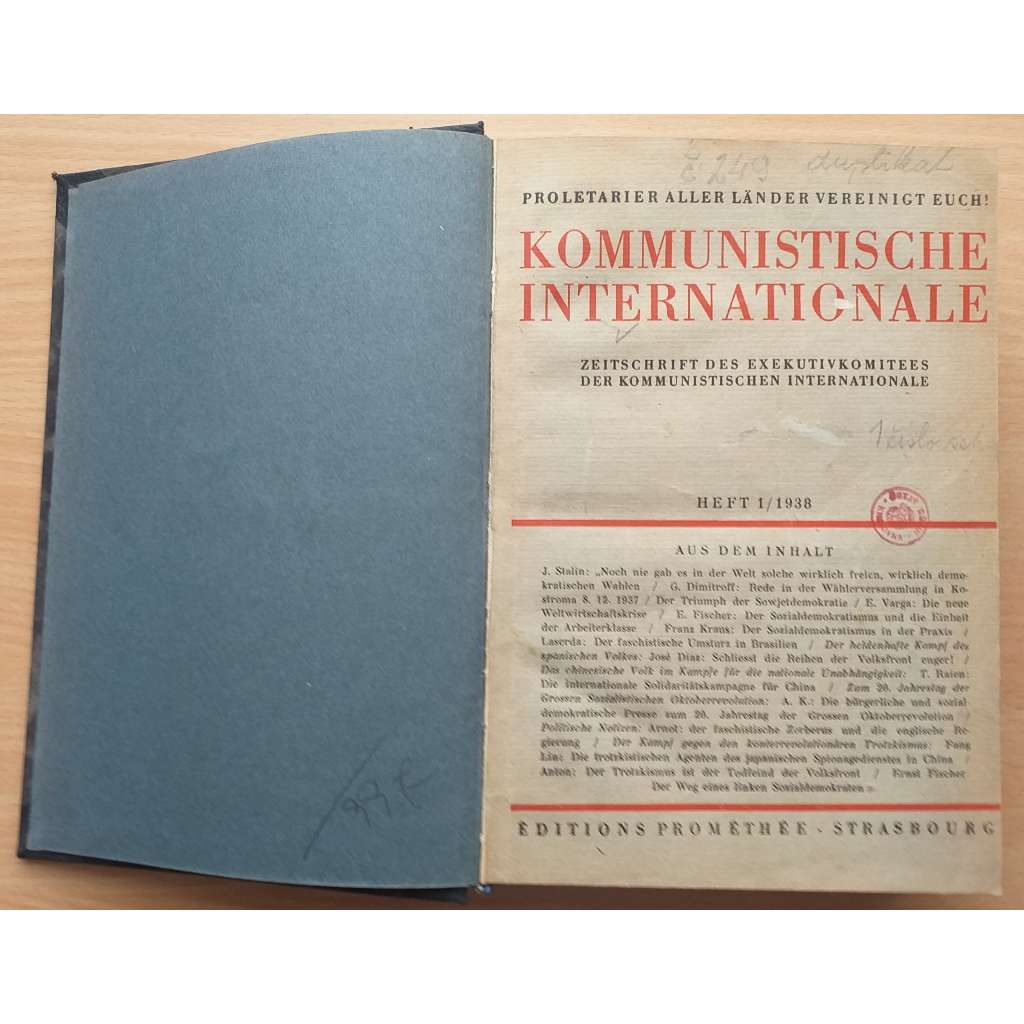 E 249 duplikat
PROLETARIER ALLER LÄNDER VEREINIGT EUCH!
KOMMUNISTISCHE
INTERNATIONALE
ZEITSCHRIFT DES EXEKUTIVKOMITEES
DER KOMMUNISTISCHEN INTERNATIONALE
1 číslo
HEFT 1/1938
AUS DEM INHALT
J. Stalin: „Noch nie gab es in der Welt solche wirklich freien, wirklich demo-
kratischen Wahlen / G. Dimitroff: Rede in der Wählerversammlung in Ko-
stroma 8. 12. 1937 / Der Triumph der Sowjetdemokratie / E. Varga: Die neue
Weltwirtschaftskrise / E. Fischer: Der Sozialdemokratismus und die Einheit
der Arbeiterklasse / Franz Kraus: Der Sozialdemokratismus in der Praxis /
Laserda: Der faschistische Umsturz in Brasilien / Der heldenhafte Kampf des
spanischen Volkes: José Diaz: Schliesst die Reihen der Volksfront enger! /
Das chinesische Volk im Kampfe für die nationale Unabhängigkeit: T. Raien:
Die internationale Solidaritätskampagne für China / Zum 20. Jahrestag der
Grossen Sozialistischen Oktoberrevolution: A. K.: Die bürgerliche und sozial
demokratische Presse zum 20. Jahrestag der Grossen Oktoberrevolution /
Politische Notizen: Arnot: der faschistische Zerberus und die englische Re
gierung / Der Kampf gegen den konterrevolutionären Trotzkismus: Fang
Lin: Die trotzkistischen Agenten des japanischen Spionagedienstes in China /
Anton: Der Trotzkismus ist der Todfeind der Volksfront / Ernst Fischer
Der Weg eines linken Sozialdemokraten
ÉDITIONS PROMÉTHÉE - STRASBOURG